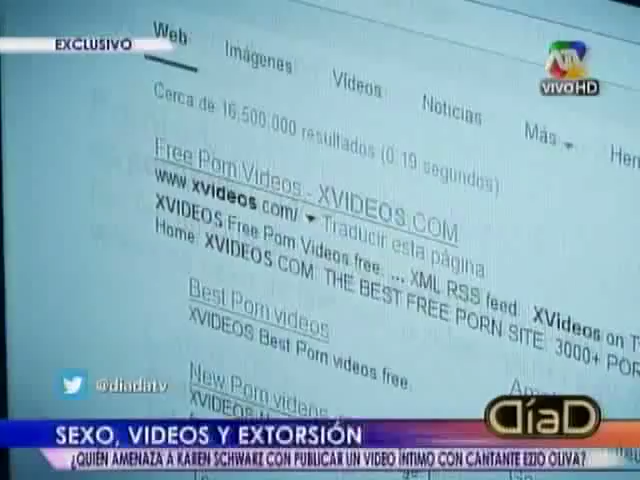 EXCLUSIVO
ATV
VIVO HD
Web Imágenes Vídeos Noticias Más
Cerca de 16,500,000 resultados (0.19 segundos)
Free Porn Videos - XVIDEOS.COM
www.xvideos.com/ Traducir esta página
XVIDEOS Free Porn Videos free. ... XML RSS feed. XVideos on
Home. XVIDEOS.COM. THE BEST FREE PORN SITE. 3000+
Best Porn videos
XVIDEOS Best Porn videos free.
New Porn videos
XVIDEOS
@diadatv
DíaD
SEXO, VIDEOS Y EXTORSIÓN
¿QUIÉN AMENAZA A KAREN SCHWARZ CON PUBLICAR UN VIDEO ÍNTIMO CON CANTANTE EZIO OLIVA?